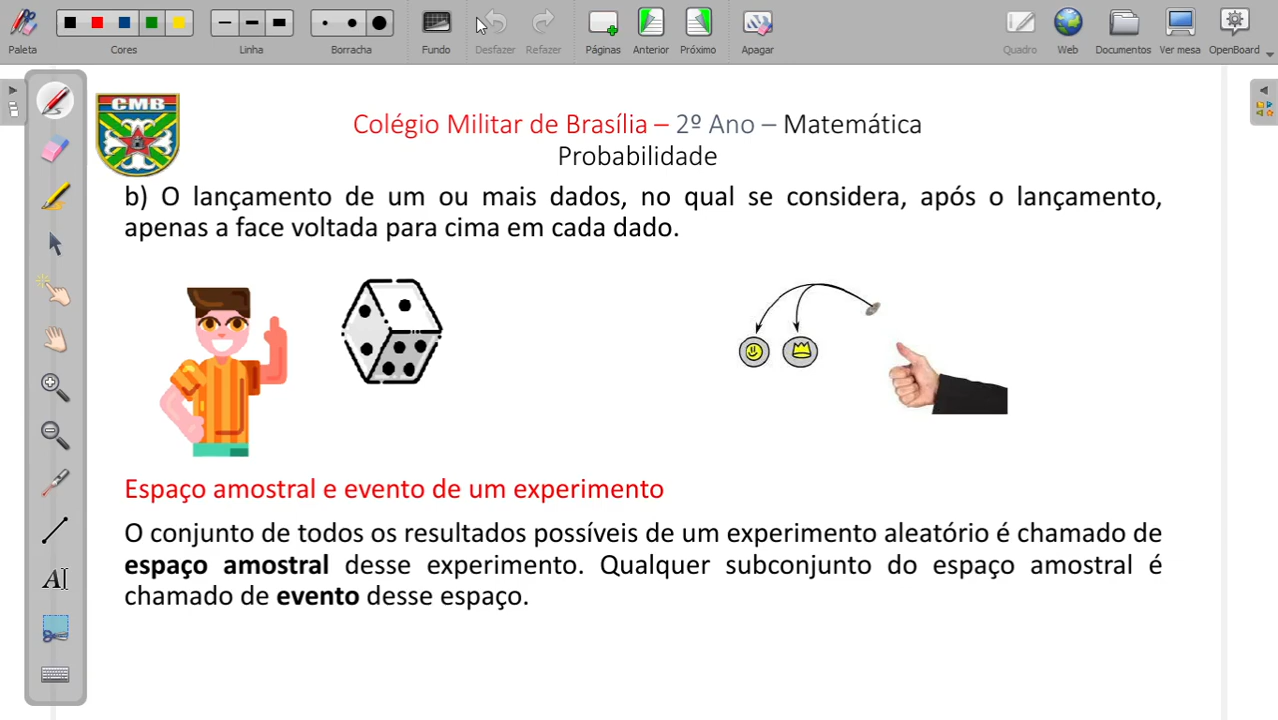 Paleta
Cores
Linha
Borracha
Fundo
Desfazer
Refazer
Páginas
Anterior
Próximo
Apagar
Quadro
Web
Documentos
Ver mesa
OpenBoard
CMB
Colégio Militar de Brasília – 2º Ano – Matemática
Probabilidade
b) O lançamento de um ou mais dados, no qual se considera, após o lançamento,
apenas a face voltada para cima em cada dado.
Espaço amostral e evento de um experimento
O conjunto de todos os resultados possíveis de um experimento aleatório é chamado de
espaço amostral desse experimento. Qualquer subconjunto do espaço amostral é
chamado de evento desse espaço.